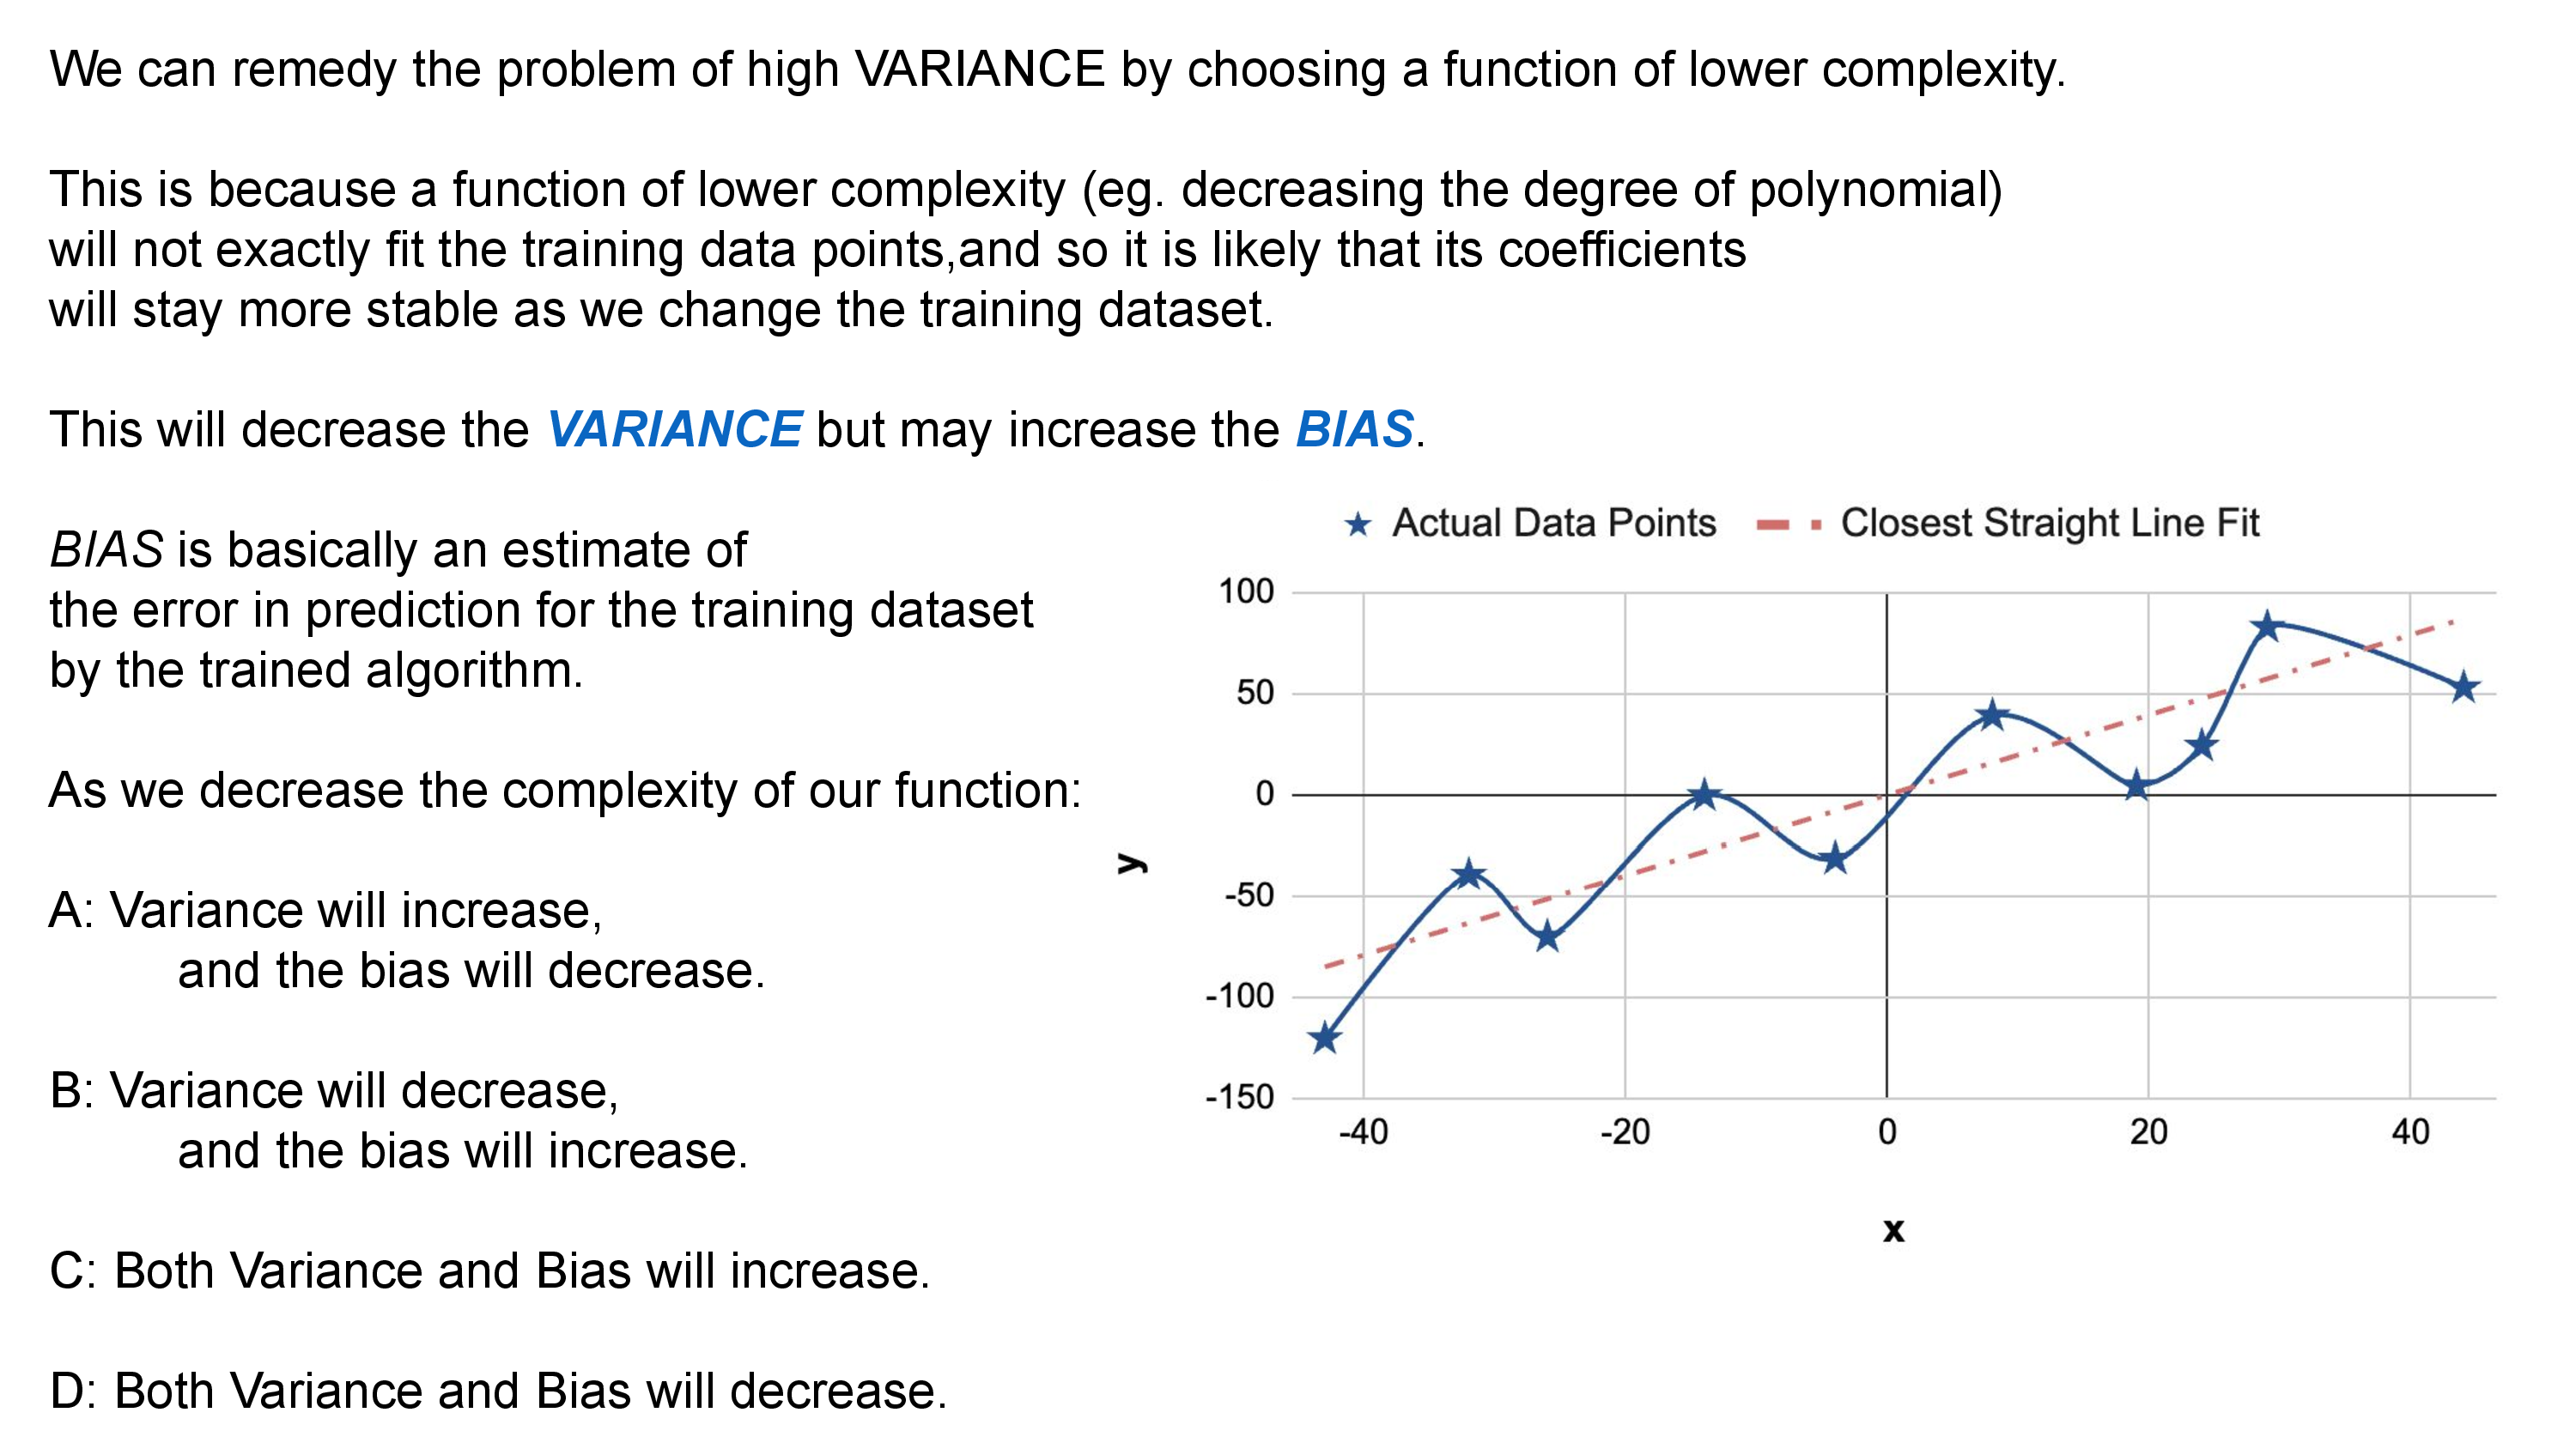 We can remedy the problem of high VARIANCE by choosing a function of lower complexity.
This is because a function of lower complexity (eg. decreasing the degree of polynomial)
will not exactly fit the training data points,and so it is likely that its coefficients
will stay more stable as we change the training dataset.
This will decrease the VARIANCE but may increase the BIAS.
BIAS is basically an estimate of
the error in prediction for the training dataset
by the trained algorithm.
As we decrease the complexity of our function:
A: Variance will increase,
and the bias will decrease.
B: Variance will decrease,
and the bias will increase.
C: Both Variance and Bias will increase.
D: Both Variance and Bias will decrease.
Actual Data Points Closest Straight Line Fit
100
50
0
-50
-100
-150
y
-40 -20 0 20 40
x